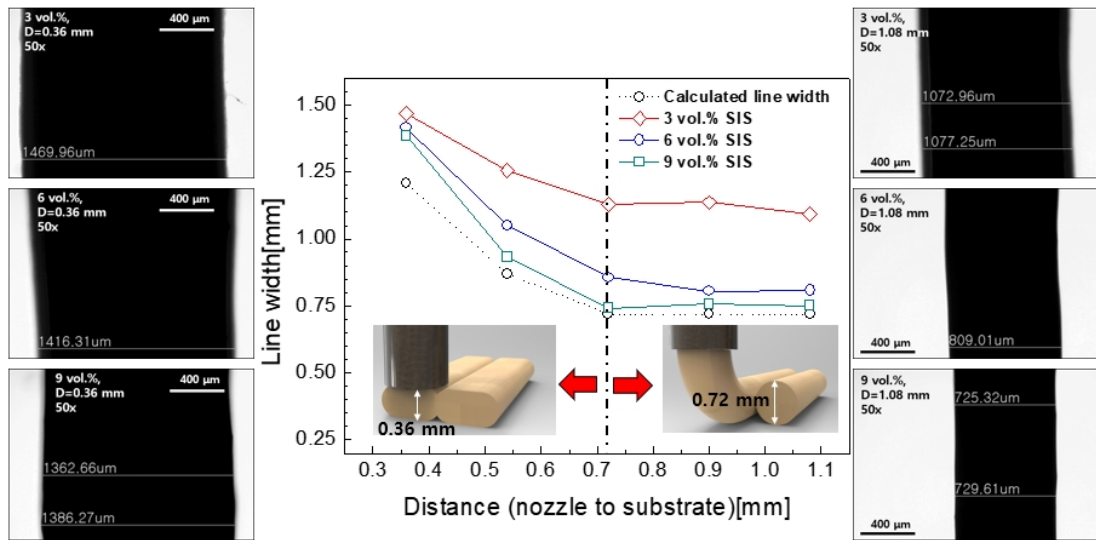 3 vol.%,
D=0.36 mm
50x
400 µm
1469.96um
6 vol.%,
D=0.36 mm
50x
400 µm
1416.31um
9 vol.%,
D=0.36 mm
50x
400 µm
1362.66um
1386.27um
Line width[mm]
1.50
1.25
1.00
0.75
0.50
0.25
Calculated line width
3 vol.% SIS
6 vol.% SIS
9 vol.% SIS
0.36 mm
0.72 mm
0.3 0.4 0.5 0.6 0.7 0.8 0.9 1.0 1.1
Distance (nozzle to substrate)[mm]
3 vol.%,
D=1.08 mm
50x
1072.96um
1077.25um
400 µm
6 vol.%,
D=1.08 mm
50x
809.01um
400 µm
9 vol.%,
D=1.08 mm
50x
725.32um
729.61um
400 µm